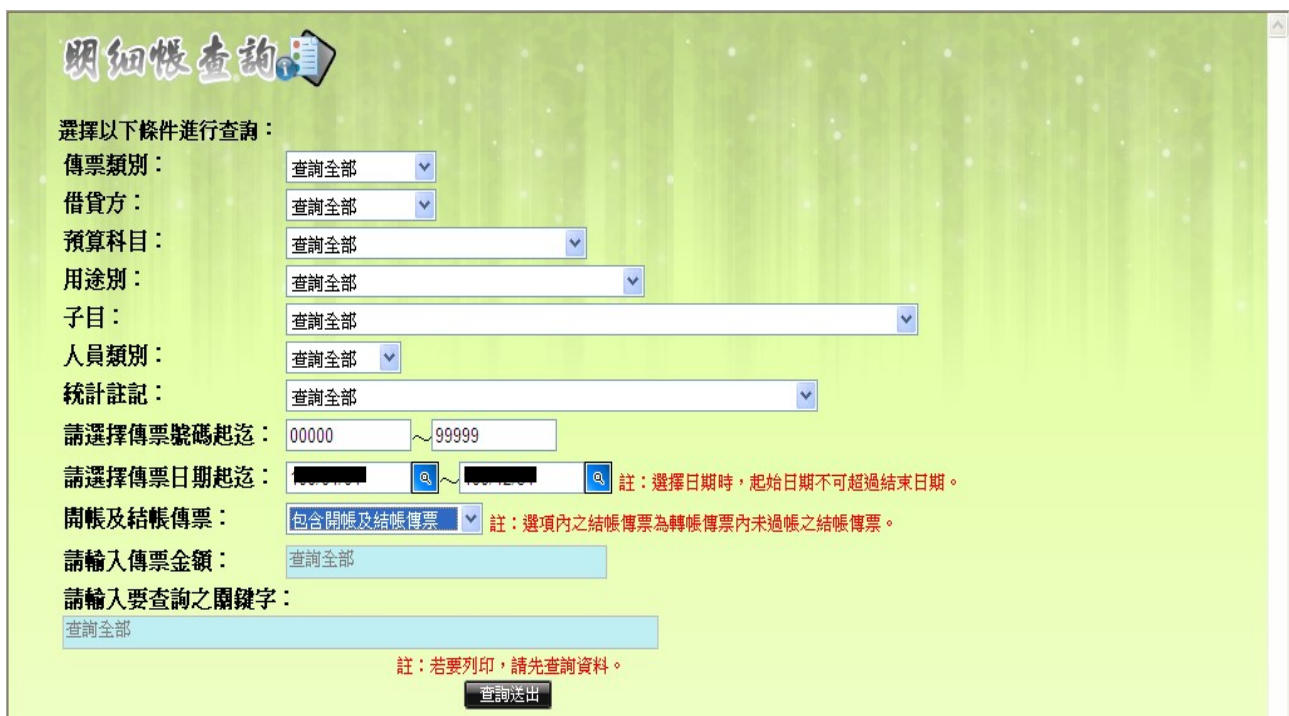 明細帳查詢
選擇以下條件進行查詢：
傳票類別： 查詢全部
借貸方： 查詢全部
預算科目： 查詢全部
用途別： 查詢全部
子目： 查詢全部
人員類別： 查詢全部
統計註記： 查詢全部
請選擇傳票號碼起迄： 00000 ～ 99999
請選擇傳票日期起迄： ～ 註：選擇日期時，起始日期不可超過結束日期。
開帳及結帳傳票： 包含開帳及結帳傳票 註：選項內之結帳傳票為轉帳傳票內未過帳之結帳傳票。
請輸入傳票金額： 查詢全部
請輸入要查詢之關鍵字：
查詢全部
註：若要列印，請先查詢資料。
查詢送出